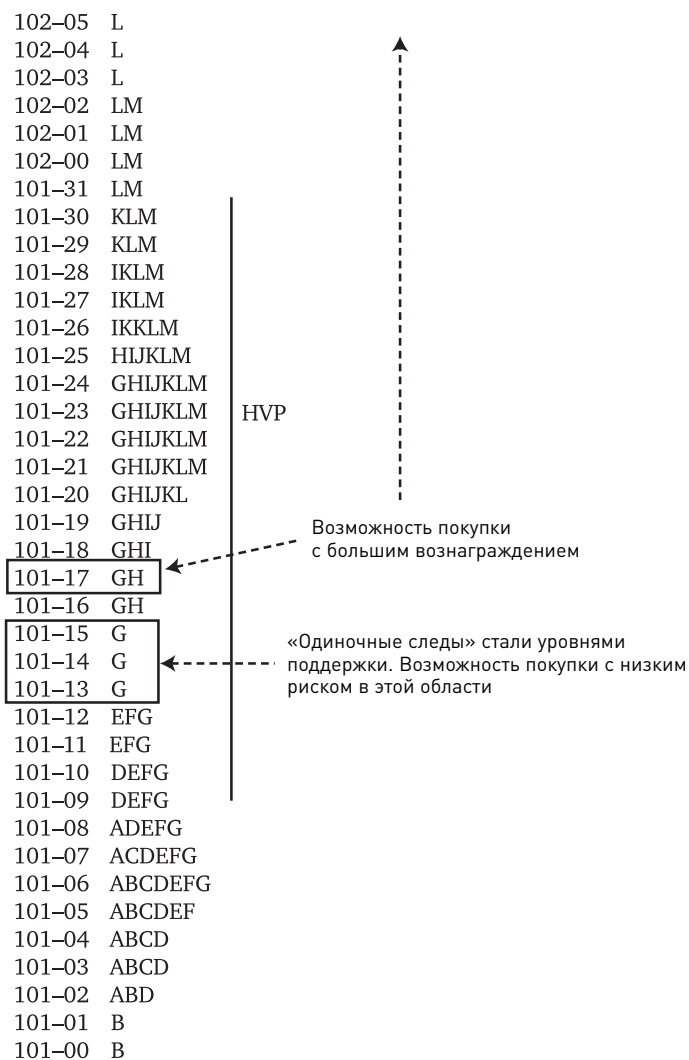 102–05 L
102–04 L
102–03 L
102–02 LM
102–01 LM
102–00 LM
101–31 LM
101–30 KLM
101–29 KLM
101–28 IKLM
101–27 IKLM
101–26 IKKLM
101–25 HIJKLM
101–24 GHIJKLM
101–23 GHIJKLM
HVP
101–22 GHIJKLM
101–21 GHIJKLM
101–20 GHIJKL
101–19 GHIJ
Возможность покупки
с большим вознаграждением
101–18 GHI
101–17 GH
101–16 GH
101–15 G
101–14 G
101–13 G
«Одиночные следы» стали уровнями
поддержки. Возможность покупки с низким
риском в этой области
101–12 EFG
101–11 EFG
101–10 DEFG
101–09 DEFG
101–08 ADEFG
101–07 ACDEFG
101–06 ABCDEFG
101–05 ABCDEF
101–04 ABCD
101–03 ABCD
101–02 ABD
101–01 B
101–00 B